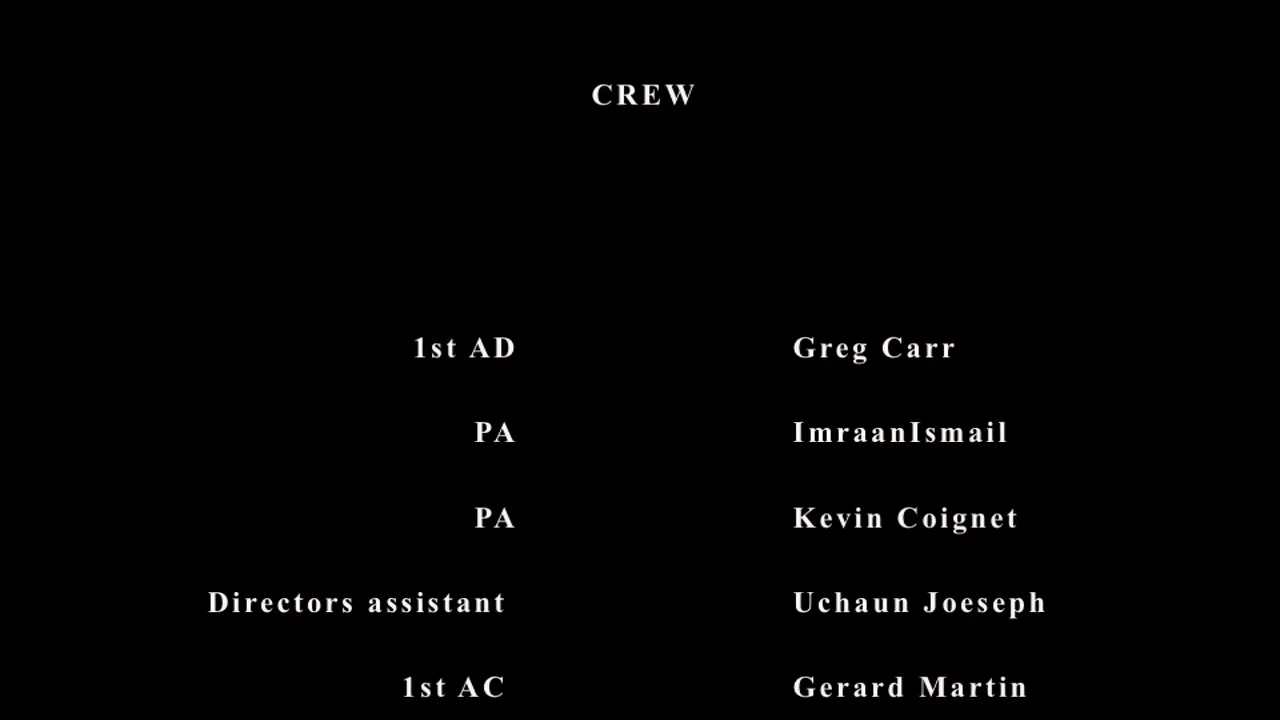 CREW
1st AD Greg Carr
PA ImraanIsmail
PA Kevin Coignet
Directors assistant Uchaun Joeseph
1st AC Gerard Martin